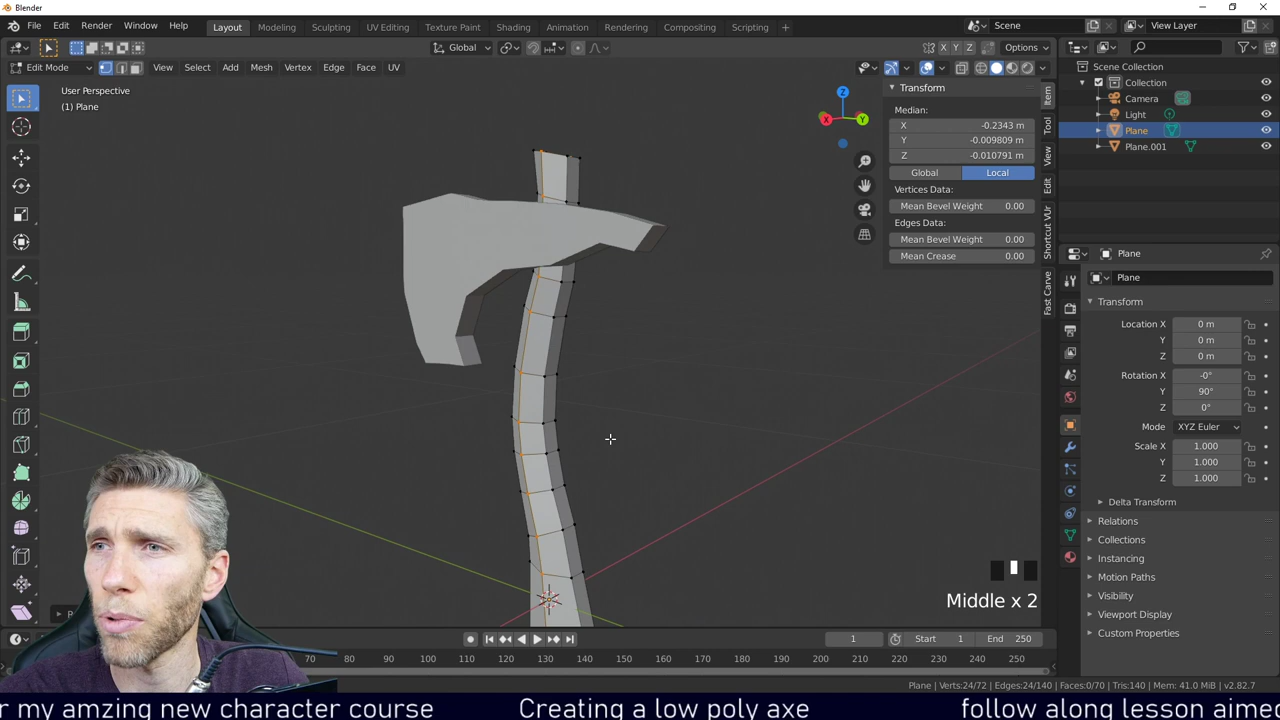 Blender
File Edit Render Window Help Layout Modeling Sculpting UV Editing Texture Paint Shading Animation Rendering Compositing Scripting + Scene View Layer
Global X Y Z Options
Edit Mode View Select Add Mesh Vertex Edge Face UV
User Perspective
(1) Plane
X Y Z
Transform
Median:
X -0.2343 m
Y -0.009809 m
Z -0.010791 m
Global Local
Vertices Data:
Mean Bevel Weight 0.00
Edges Data:
Mean Bevel Weight 0.00
Mean Crease 0.00
Item
Tool
View
Edit
Shortcut VUr
Fast Carve
Scene Collection
Collection
Camera
Light
Plane
Plane.001
Plane
Plane
Transform
Location X 0 m
Y 0 m
Z 0 m
Rotation X -0°
Y 90°
Z 0°
Mode XYZ Euler
Scale X 1.000
Y 1.000
Z 1.000
Delta Transform
Relations
Collections
Instancing
Motion Paths
Visibility
Viewport Display
Custom Properties
Middle x 2
1 Start 1 End 250
70 80 90 100 110 120 130 140 150 160 170 180 190 200 210 220 230 240 250
Plane | Verts:24/72 | Edges:24/140 | Faces:0/70 | Tris:140 | Mem: 41.0 MiB | v2.82.7
r my amzing new character course Creating a low poly axe follow along lesson aimed